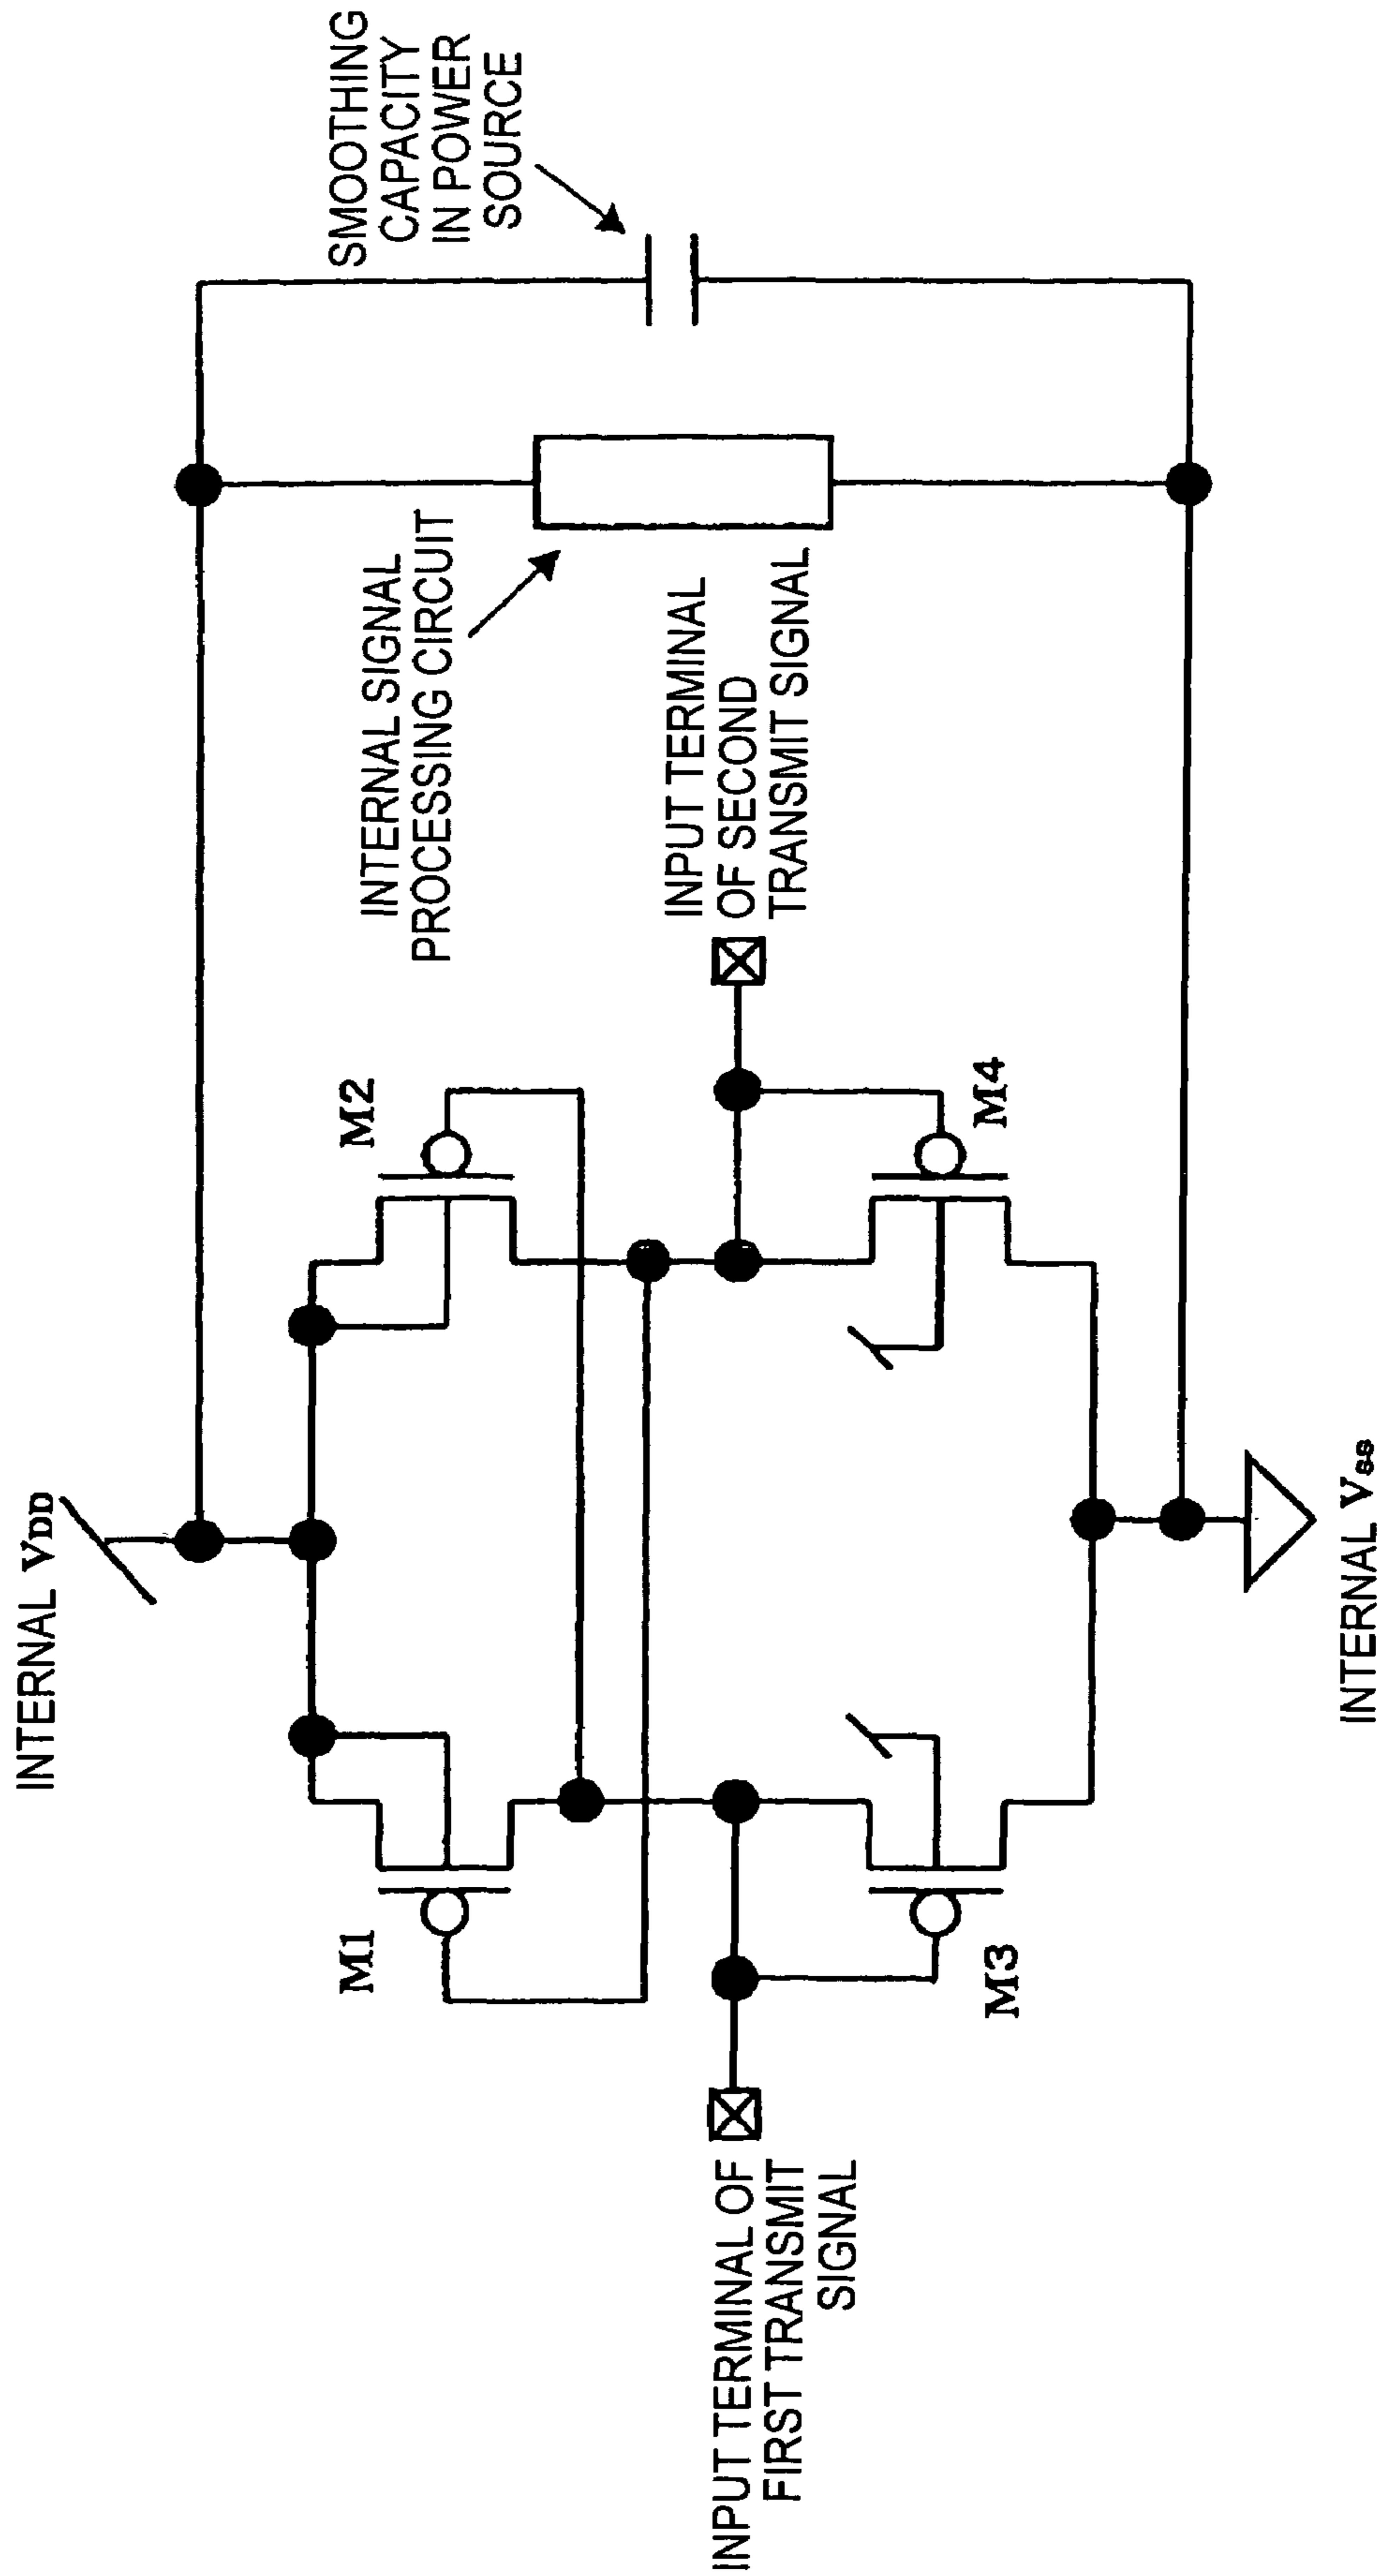 INTERNAL VDD
M1
M2
SMOOTHING
CAPACITY
IN POWER
SOURCE
INTERNAL SIGNAL
PROCESSING CIRCUIT
INPUT TERMINAL OF
FIRST TRANSMIT
SIGNAL
INPUT TERMINAL
OF SECOND
TRANSMIT SIGNAL
M3
M4
INTERNAL Vss